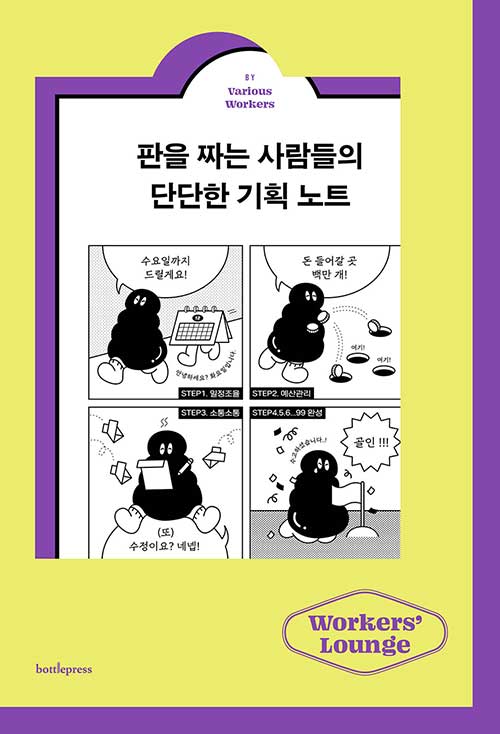 BY
Various
Workers
판을 짜는 사람들의
단단한 기획 노트
수요일까지
드릴게요!
안녕하세요? 화요일입니다.
STEP1. 일정조율
돈 들어갈 곳
백만 개!
여기!
여기!
STEP2. 예산관리
STEP3. 소통소통
(또)
수정이요? 네넵!
STEP4.5.6...99 완성
수고하셨습니다..!
골인 !!!
Workers'
Lounge
bottlepress